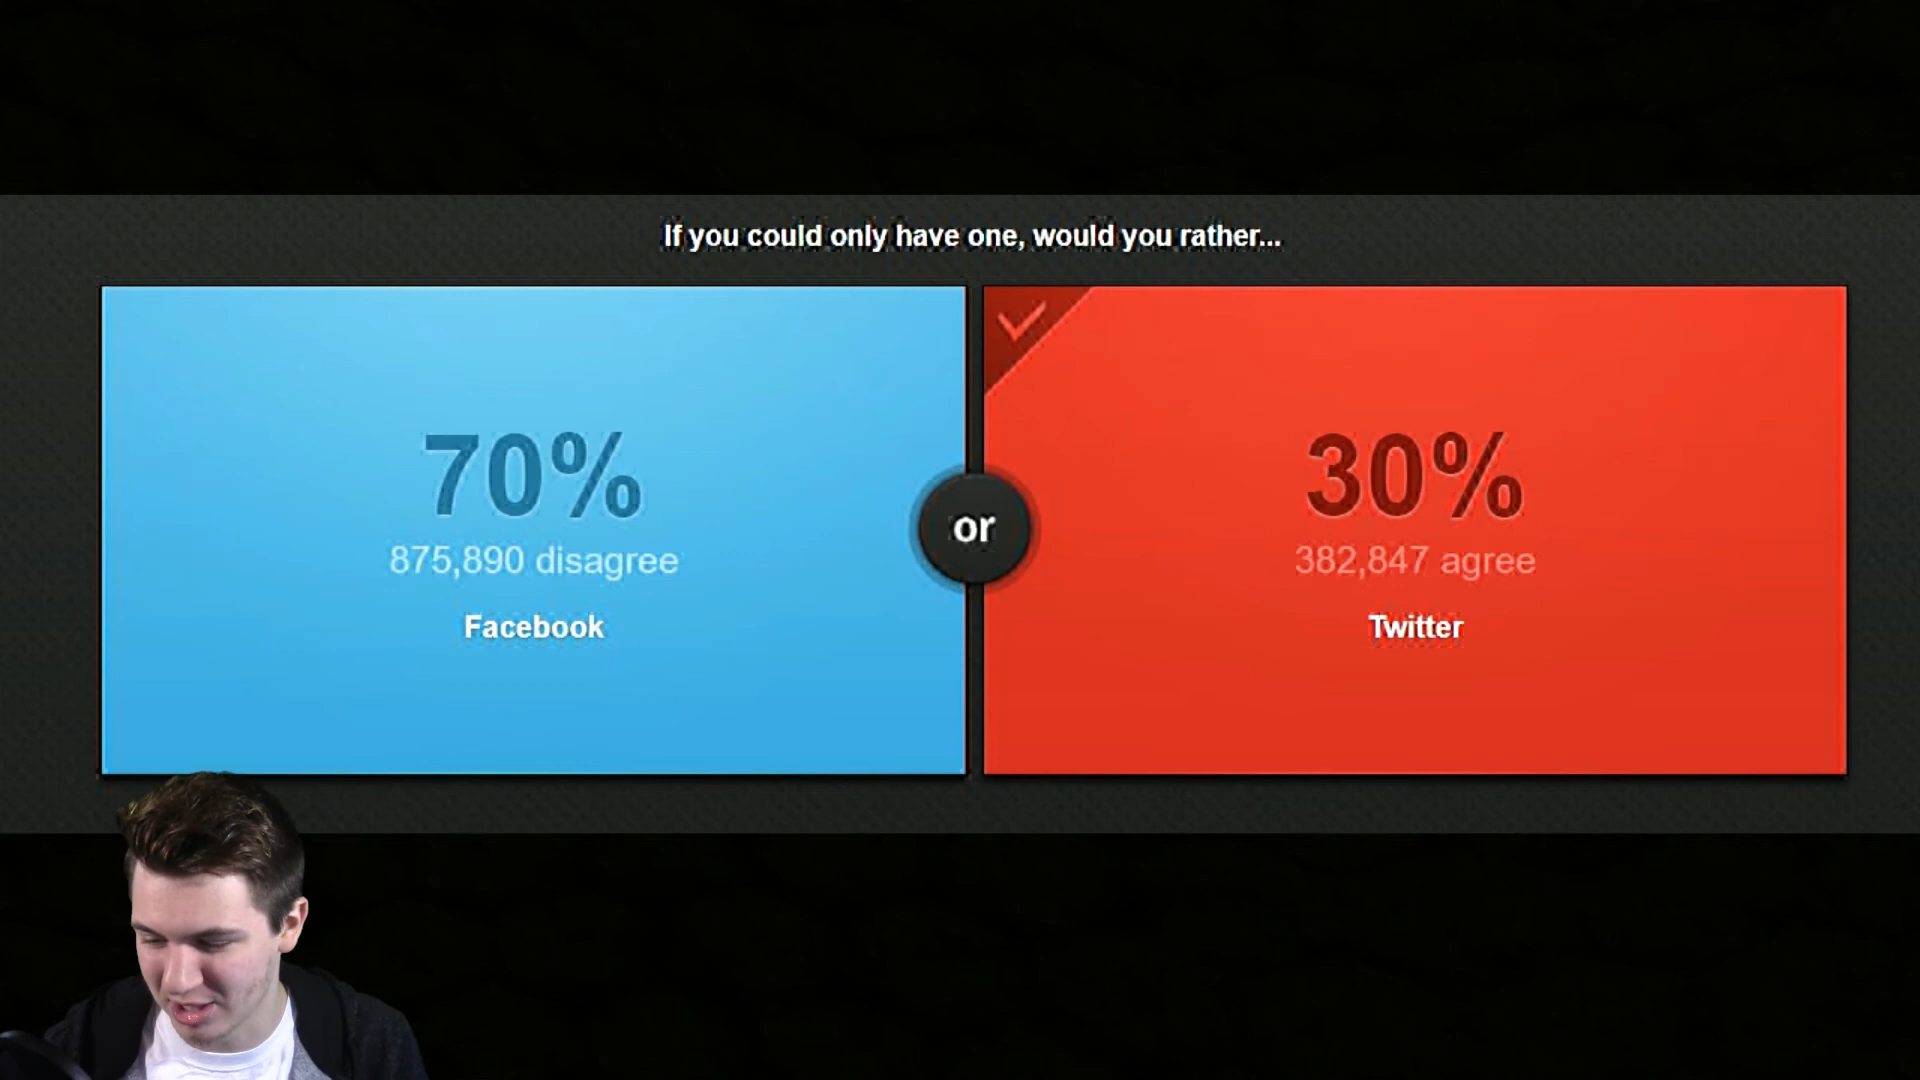 If you could only have one, would you rather...
70%
875,890 disagree
Facebook
or
30%
382,847 agree
Twitter